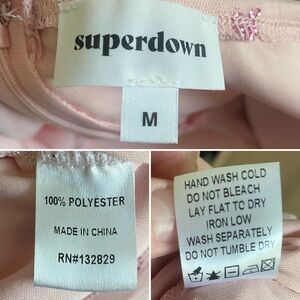 superdown
M
100% POLYESTER
MADE IN CHINA
RN#132829
HAND WASH COLD
DO NOT BLEACH
LAY FLAT TO DRY
IRON LOW
WASH SEPARATELY
DO NOT TUMBLE DRY